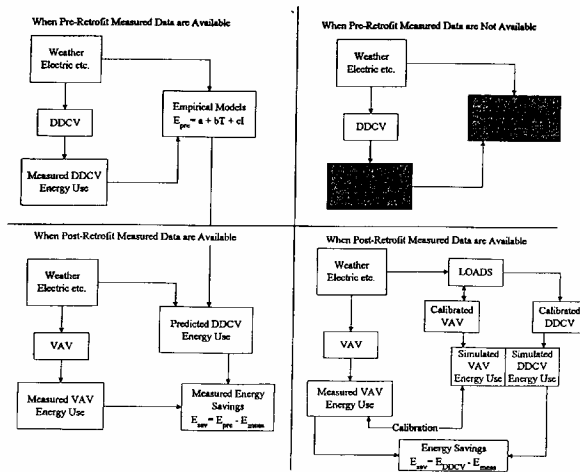 When Pre-Retrofit Measured Data are Available
Weather
Electric etc.
DDCV
Measured DDCV
Energy Use
Empirical Models
E_pre = a + bT + cI
When Pre-Retrofit Measured Data are
Not Available
Weather
Electric etc.
DDCV
When Post-Retrofit Measured Data are Available
Weather
Electric etc.
VAV
Measured VAV
Energy Use
Predicted DDCV
Energy Use
Measured Energy
Savings
E_sav = E_pre - E_meas
When Post-Retrofit Measured Data are Available
Weather
Electric etc.
VAV
Measured VAV
Energy Use
LOADS
Calibrated
VAV
Calibrated
DDCV
Simulated
VAV
Energy Use
Simulated
DDCV
Energy Use
Calibration
Energy Savings
E_sav = E_DDCV - E_meas